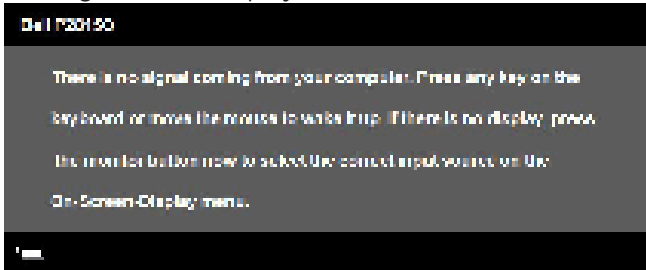 Dell P2015Q
There is no signal coming from your computer. Press any key on the
keyboard or move the mouse to wake it up. If there is no display, press
the monitor button now to select the correct input source on the
On-Screen-Display menu.